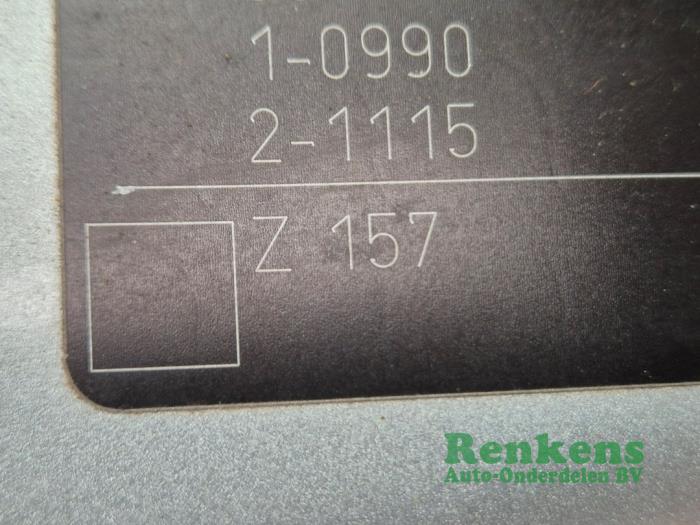 1-0990
2-1115
Z 157
Renkens
Auto-Onderdelen BV